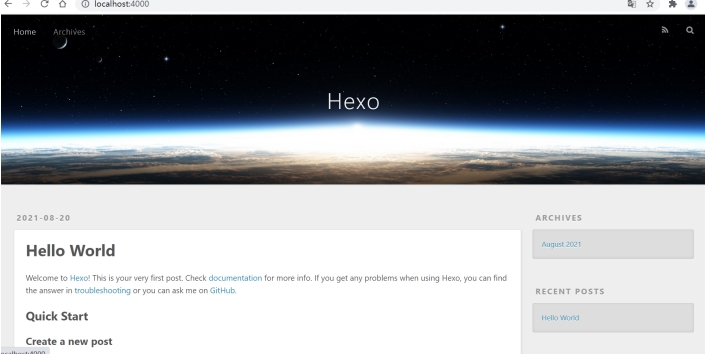 localhost:4000
Home Archives
Hexo
2021-08-20
Hello World
Welcome to Hexo! This is your very first post. Check documentation for more info. If you get any problems when using Hexo, you can find
the answer in troubleshooting or you can ask me on GitHub.
Quick Start
Create a new post
ARCHIVES
August 2021
RECENT POSTS
Hello World